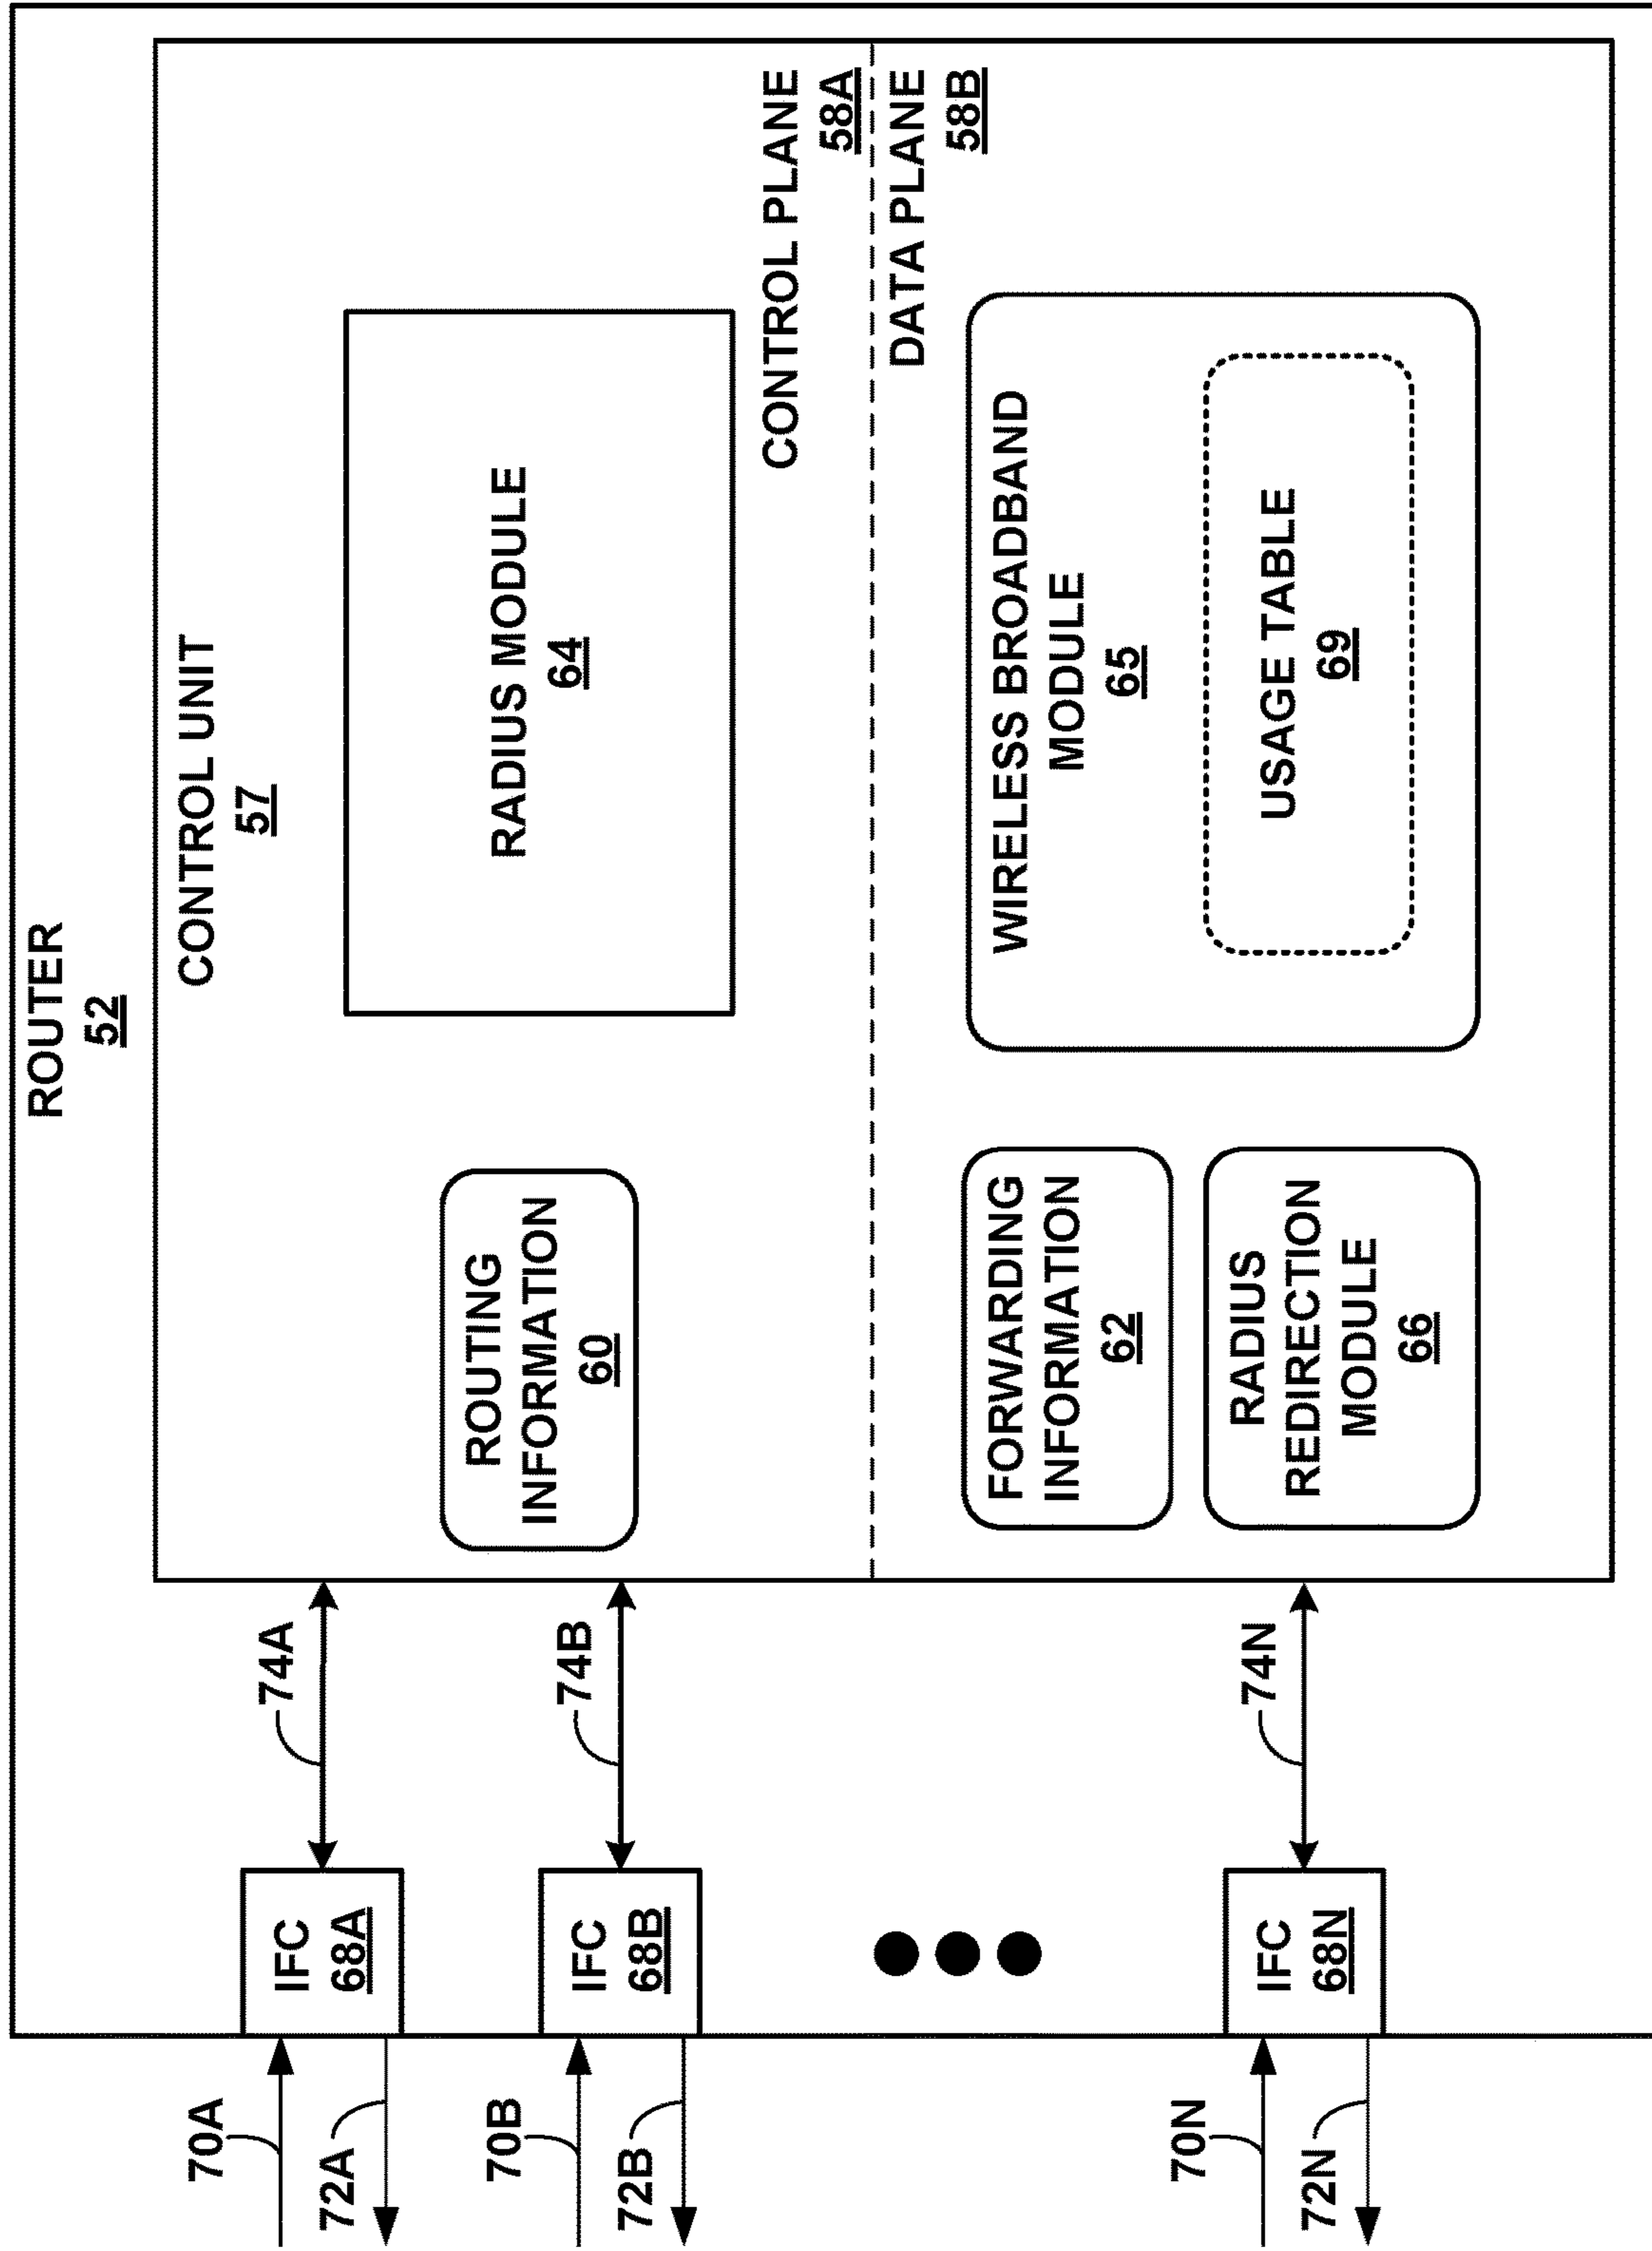 ROUTER
52
CONTROL UNIT
57
RADIUS MODULE
64
ROUTING
INFORMATION
60
CONTROL PLANE
58A
DATA PLANE
58B
FORWARDING
INFORMATION
62
RADIUS
REDIRECTION
MODULE
66
WIRELESS BROADBAND
MODULE
65
USAGE TABLE
69
IFC
68A
IFC
68B
IFC
68N
70A
72A
74A
70B
72B
74B
70N
72N
74N